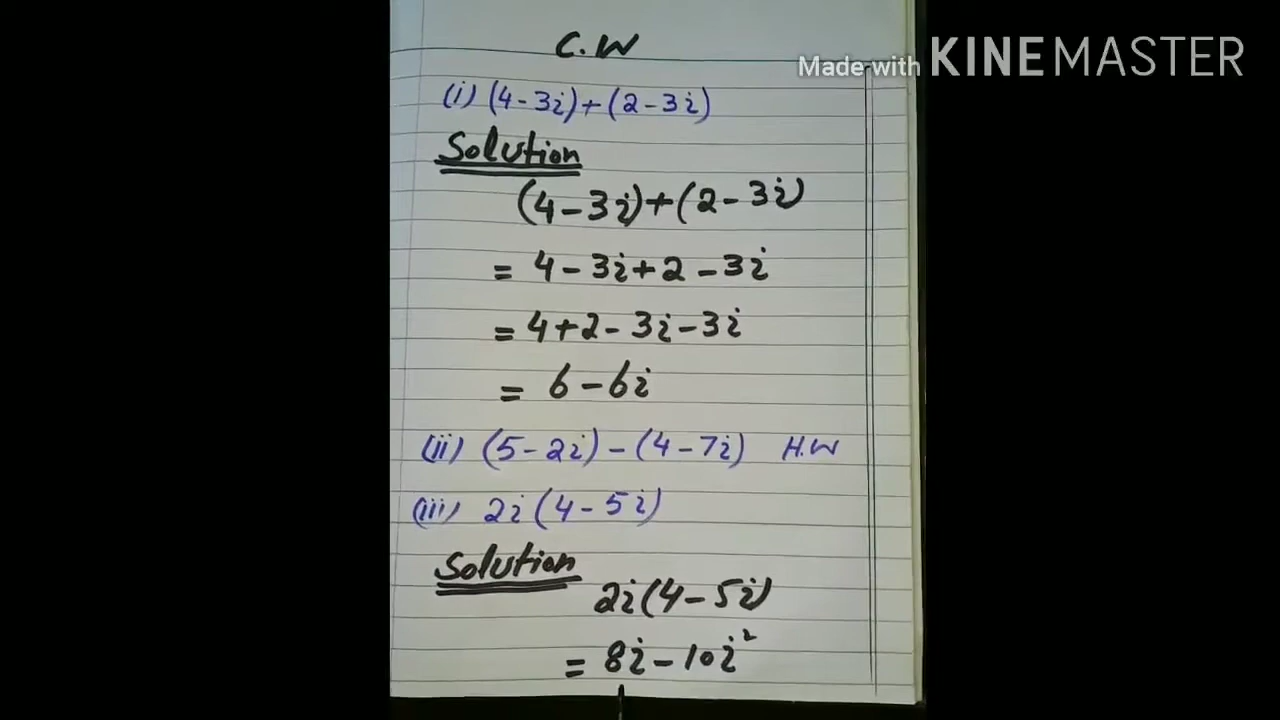 C.W
Made with KINEMASTER
(i) (4-3i)+(2-3i)
Solution
(4-3i)+(2-3i)
= 4-3i+2-3i
= 4+2-3i-3i
= 6-6i
(ii) (5-2i)-(4-7i) H.W
(iii) 2i(4-5i)
Solution
2i(4-5i)
= 8i-10i²